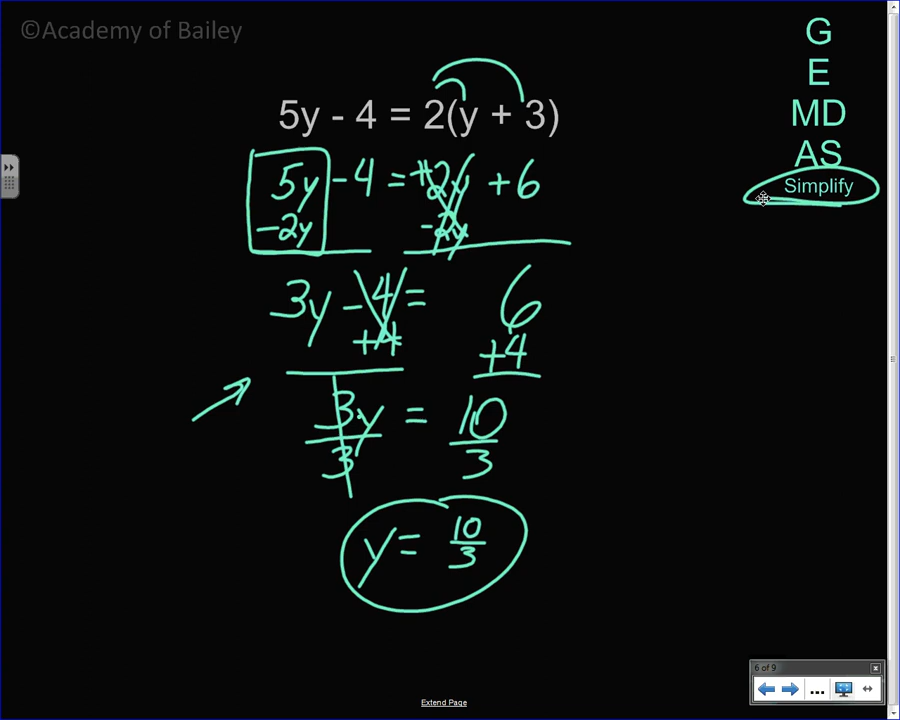 ©Academy of Bailey
G
E
MD
AS
Simplify
5y - 4 = 2(y + 3)
5y - 4 = +2y + 6
-2y -2y
3y - 4 = 6
+4 +4
3y = 10
3 3
y = 10/3
6 of 9
Extend Page